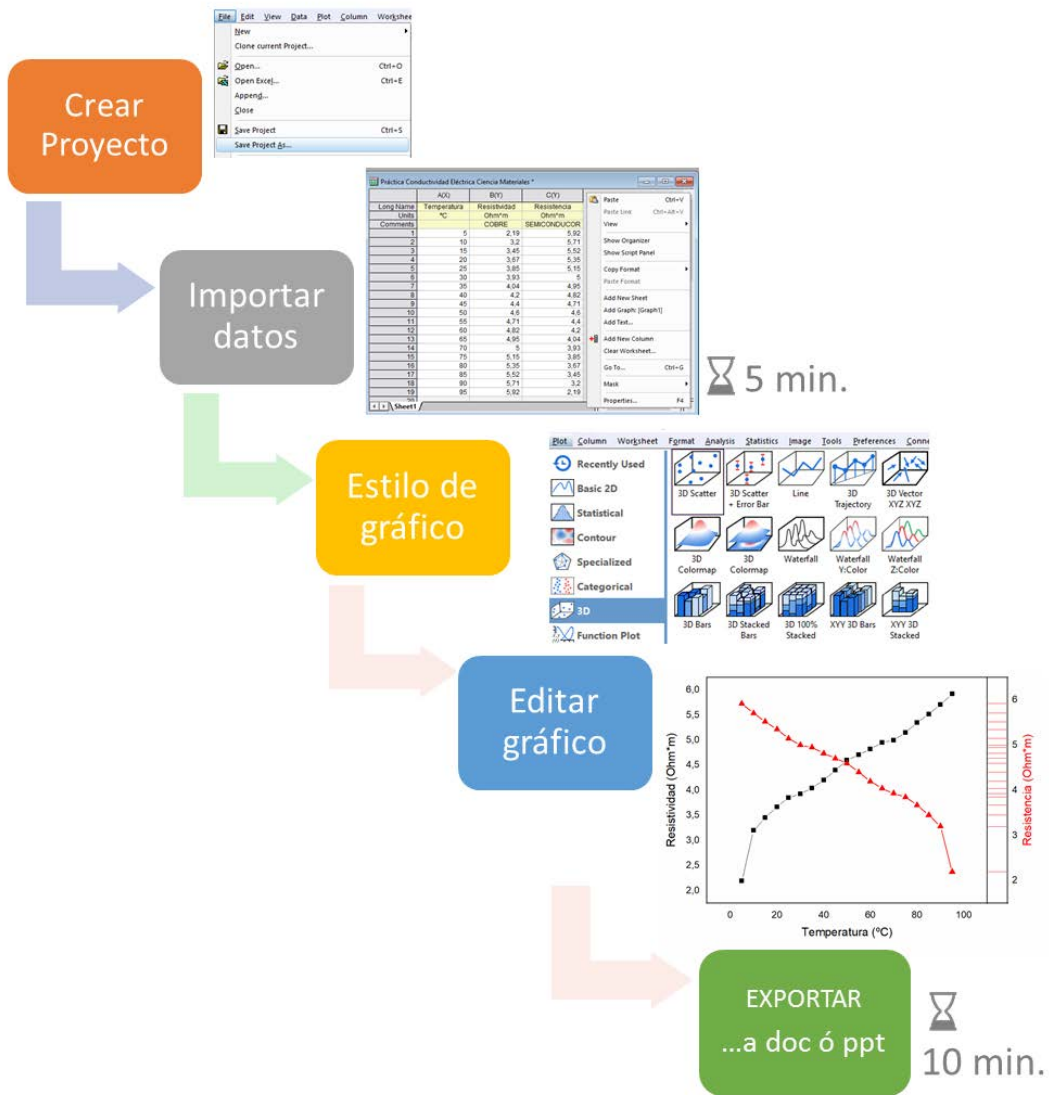 File Edit View Data Plot Column Workshee
New
Clone current Project...
Open... Ctrl+O
Open Excel... Ctrl+E
Append...
Close
Save Project Ctrl+S
Save Project As...
Crear
Proyecto
Práctica Conductividad Eléctrica Ciencia Materiales *
A(X) B(Y) C(Y)
Long Name Temperatura Resistividad Resistencia
Units ºC Ohm*m Ohm*m
Comments COBRE SEMICONDUCOR
1 5 2,19 5,92
2 10 3,2 5,71
3 15 3,45 5,52
4 20 3,67 5,35
5 25 3,85 5,15
6 30 3,93 5
7 35 4,04 4,95
8 40 4,2 4,82
9 45 4,4 4,71
10 50 4,6 4,6
11 55 4,71 4,4
12 60 4,82 4,2
13 65 4,95 4,04
14 70 5 3,93
15 75 5,15 3,85
16 80 5,35 3,67
17 85 5,52 3,45
18 90 5,71 3,2
19 95 5,92 2,19
Sheet1
Paste Ctrl+V
Paste Link Ctrl+Alt+V
View
Show Organizer
Show Script Panel
Copy Format
Paste Format
Add New Sheet
Add Graph: [Graph1]
Add Text...
Add New Column
Clear Worksheet...
Go To... Ctrl+G
Mask
Properties... F4
Importar
datos
5 min.
Plot Column Worksheet Format Analysis Statistics Image Tools Preferences Conne
Recently Used
Basic 2D
Statistical
Contour
Specialized
Categorical
3D
Function Plot
3D Scatter
3D Scatter
+ Error Bar
Line
3D
Trajectory
3D Vector
XYZ XYZ
3D
Colormap
3D
Colormap
Waterfall
Waterfall
Y:Color
Waterfall
Z:Color
3D Bars
3D Stacked
Bars
3D 100%
Stacked
XYY 3D Bars
XYY 3D
Stacked
Estilo de
gráfico
Editar
gráfico
Resistividad (Ohm*m)
6,0
5,5
5,0
4,5
4,0
3,5
3,0
2,5
2,0
0 20 40 60 80 100
Temperatura (ºC)
6
5
4
3
2
Resistencia (Ohm*m)
EXPORTAR
...a doc ó ppt
10 min.